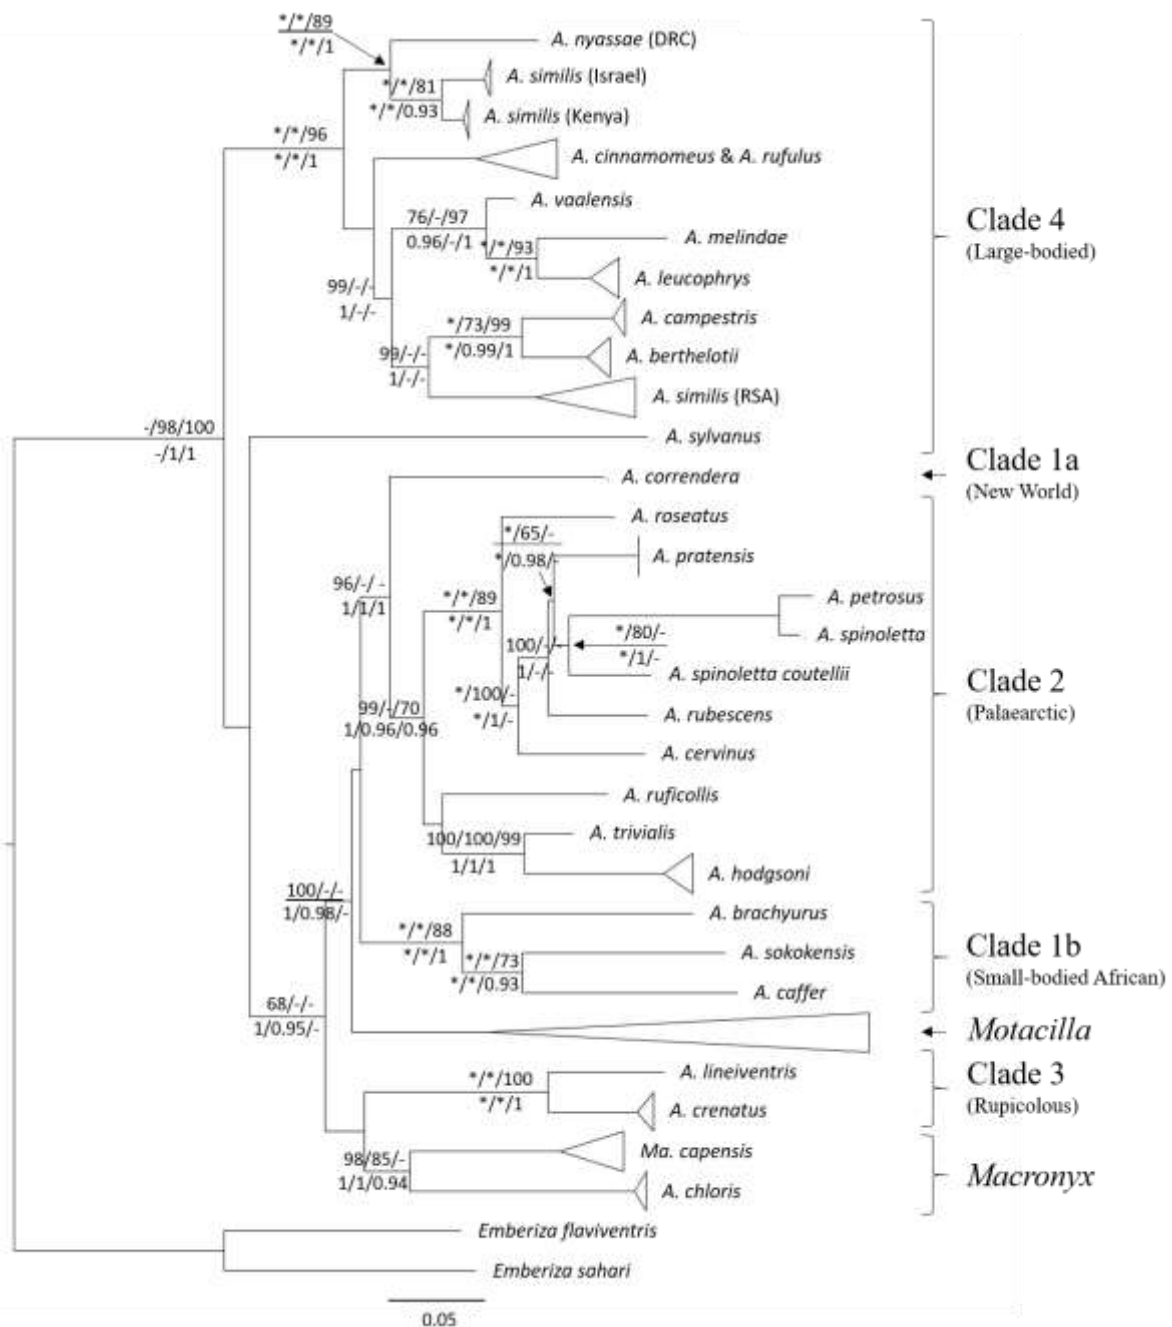 */*/89
*/*/1
A. nyassae (DRC)
*/*/81
*/*/0.93
A. similis (Israel)
A. similis (Kenya)
*/*/96
*/*/1
A. cinnamomeus & A. rufulus
A. vaalensis
76/-/97
0.96/-/1
A. melindae
*/*/93
*/*/1
A. leucophrys
99/-/-
1/-/-
A. campestris
*/73/99
*/0.99/1
A. berthelotii
99/-/-
1/-/-
A. similis (RSA)
Clade 4
(Large-bodied)
-/98/100
-/1/1
A. sylvanus
A. correndera
Clade 1a
(New World)
A. roseatus
*/65/-
*/0.98/-
A. pratensis
96/-/ -
1/1/1
*/*/89
*/*/1
A. petrosus
A. spinoletta
*/80/-
*/1/-
100/-/-
1/-/-
A. spinoletta coutellii
*/100/-
*/1/-
99/-/70
1/0.96/0.96
A. rubescens
A. cervinus
Clade 2
(Palaearctic)
A. ruficollis
A. trivialis
100/100/99
1/1/1
A. hodgsoni
100/-/-
1/0.98/-
A. brachyurus
*/*/88
*/*/1
A. sokokensis
*/*/73
*/*/0.93
A. caffer
Clade 1b
(Small-bodied African)
68/-/-
1/0.95/-
Motacilla
A. lineiventris
*/*/100
*/*/1
A. crenatus
Clade 3
(Rupicolous)
Ma. capensis
98/85/-
1/1/0.94
A. chloris
Macronyx
Emberiza flaviventris
Emberiza sahari
0.05